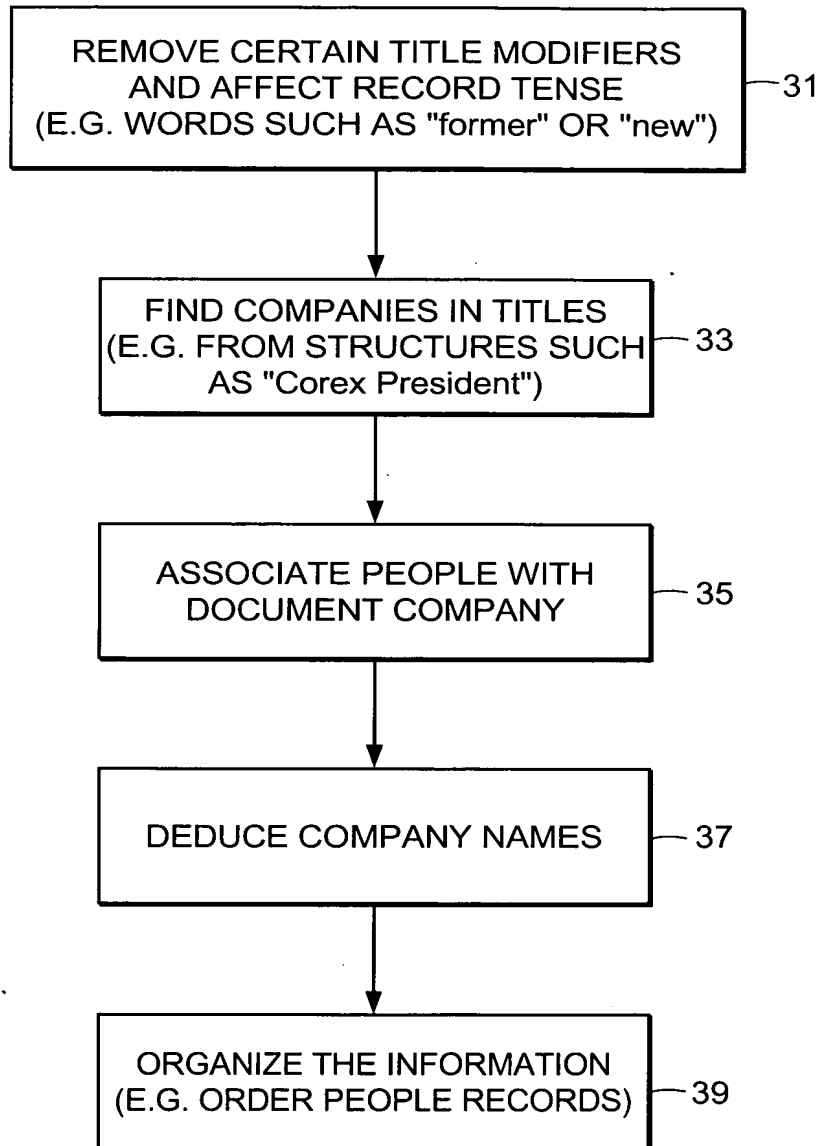 REMOVE CERTAIN TITLE MODIFIERS
AND AFFECT RECORD TENSE
(E.G. WORDS SUCH AS "former" OR "new")
31
FIND COMPANIES IN TITLES
(E.G. FROM STRUCTURES SUCH
AS "Corex President")
33
ASSOCIATE PEOPLE WITH
DOCUMENT COMPANY
35
DEDUCE COMPANY NAMES
37
ORGANIZE THE INFORMATION
(E.G. ORDER PEOPLE RECORDS)
39